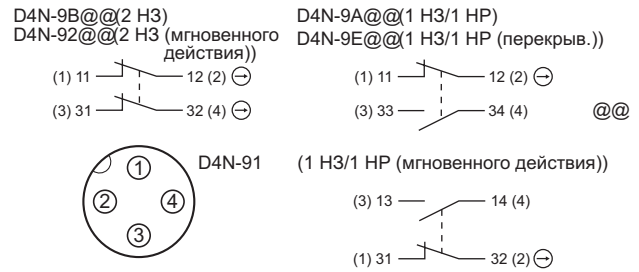 D4N-9B@@(2 НЗ)
D4N-92@@(2 НЗ (мгновенного
действия))
(1) 11 12 (2)
(3) 31 32 (4)
D4N-9A@@(1 НЗ/1 НР)
D4N-9E@@(1 НЗ/1 НР (перекрыв.))
(1) 11 12 (2)
(3) 33 34 (4)
@@
1
2
4
3
D4N-91 (1 НЗ/1 НР (мгновенного действия))
(3) 13 14 (4)
(1) 31 32 (2)